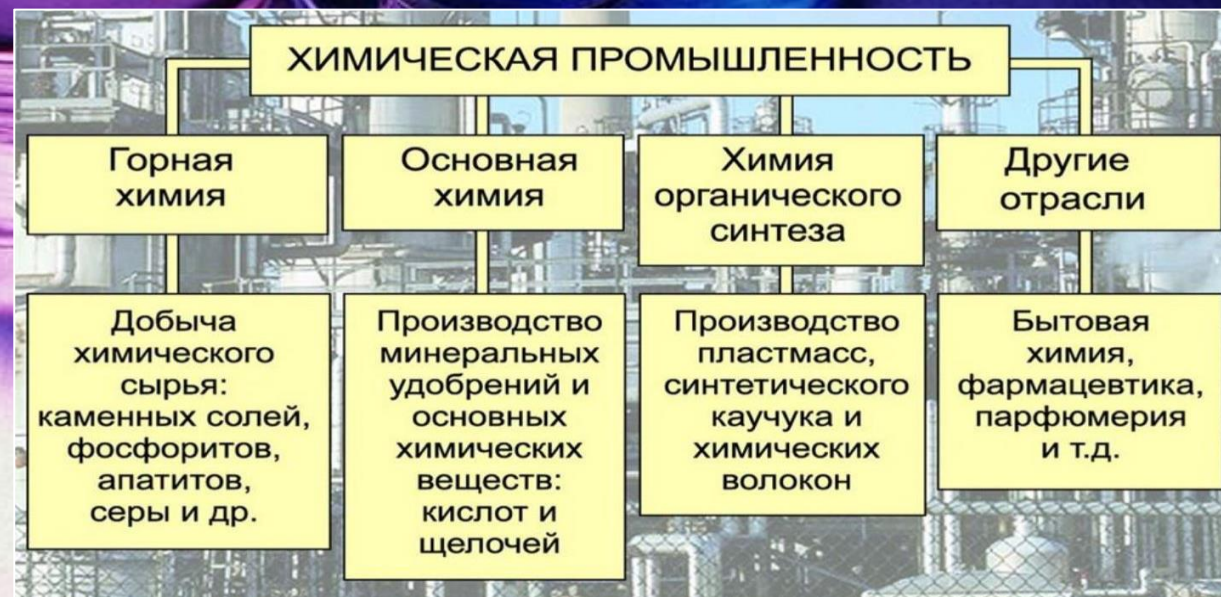 ХИМИЧЕСКАЯ ПРОМЫШЛЕННОСТЬ
Горная
химия
Основная
химия
Химия
органического
синтеза
Другие
отрасли
Добыча
химического
сырья:
каменных солей,
фосфоритов,
апатитов,
серы и др.
Производство
минеральных
удобрений и
основных
химических
веществ:
кислот и
щелочей
Производство
пластмасс,
синтетического
каучука и
химических
волокон
Бытовая
химия,
фармацевтика,
парфюмерия
и т.д.